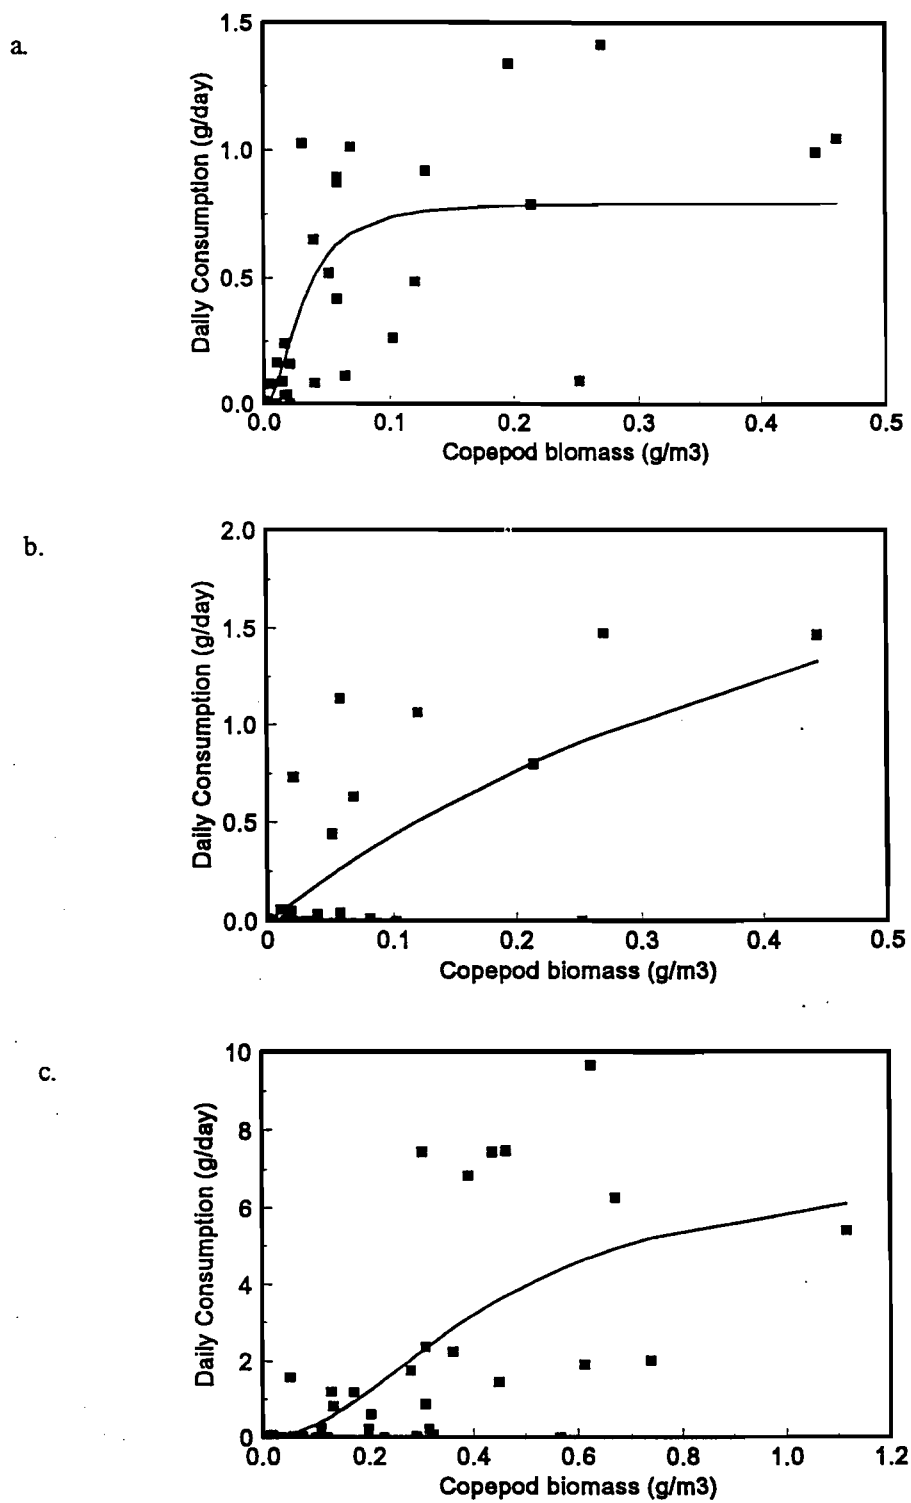 a.
1.5
1.0
0.5
0.0
Daily Consumption (g/day)
0.0 0.1 0.2 0.3 0.4 0.5
Copepod biomass (g/m3)
b.
2.0
1.5
1.0
0.5
0.0
Daily Consumption (g/day)
0 0.1 0.2 0.3 0.4 0.5
Copepod biomass (g/m3)
c.
10
8
6
4
2
0
Daily Consumption (g/day)
0.0 0.2 0.4 0.6 0.8 1.0 1.2
Copepod biomass (g/m3)